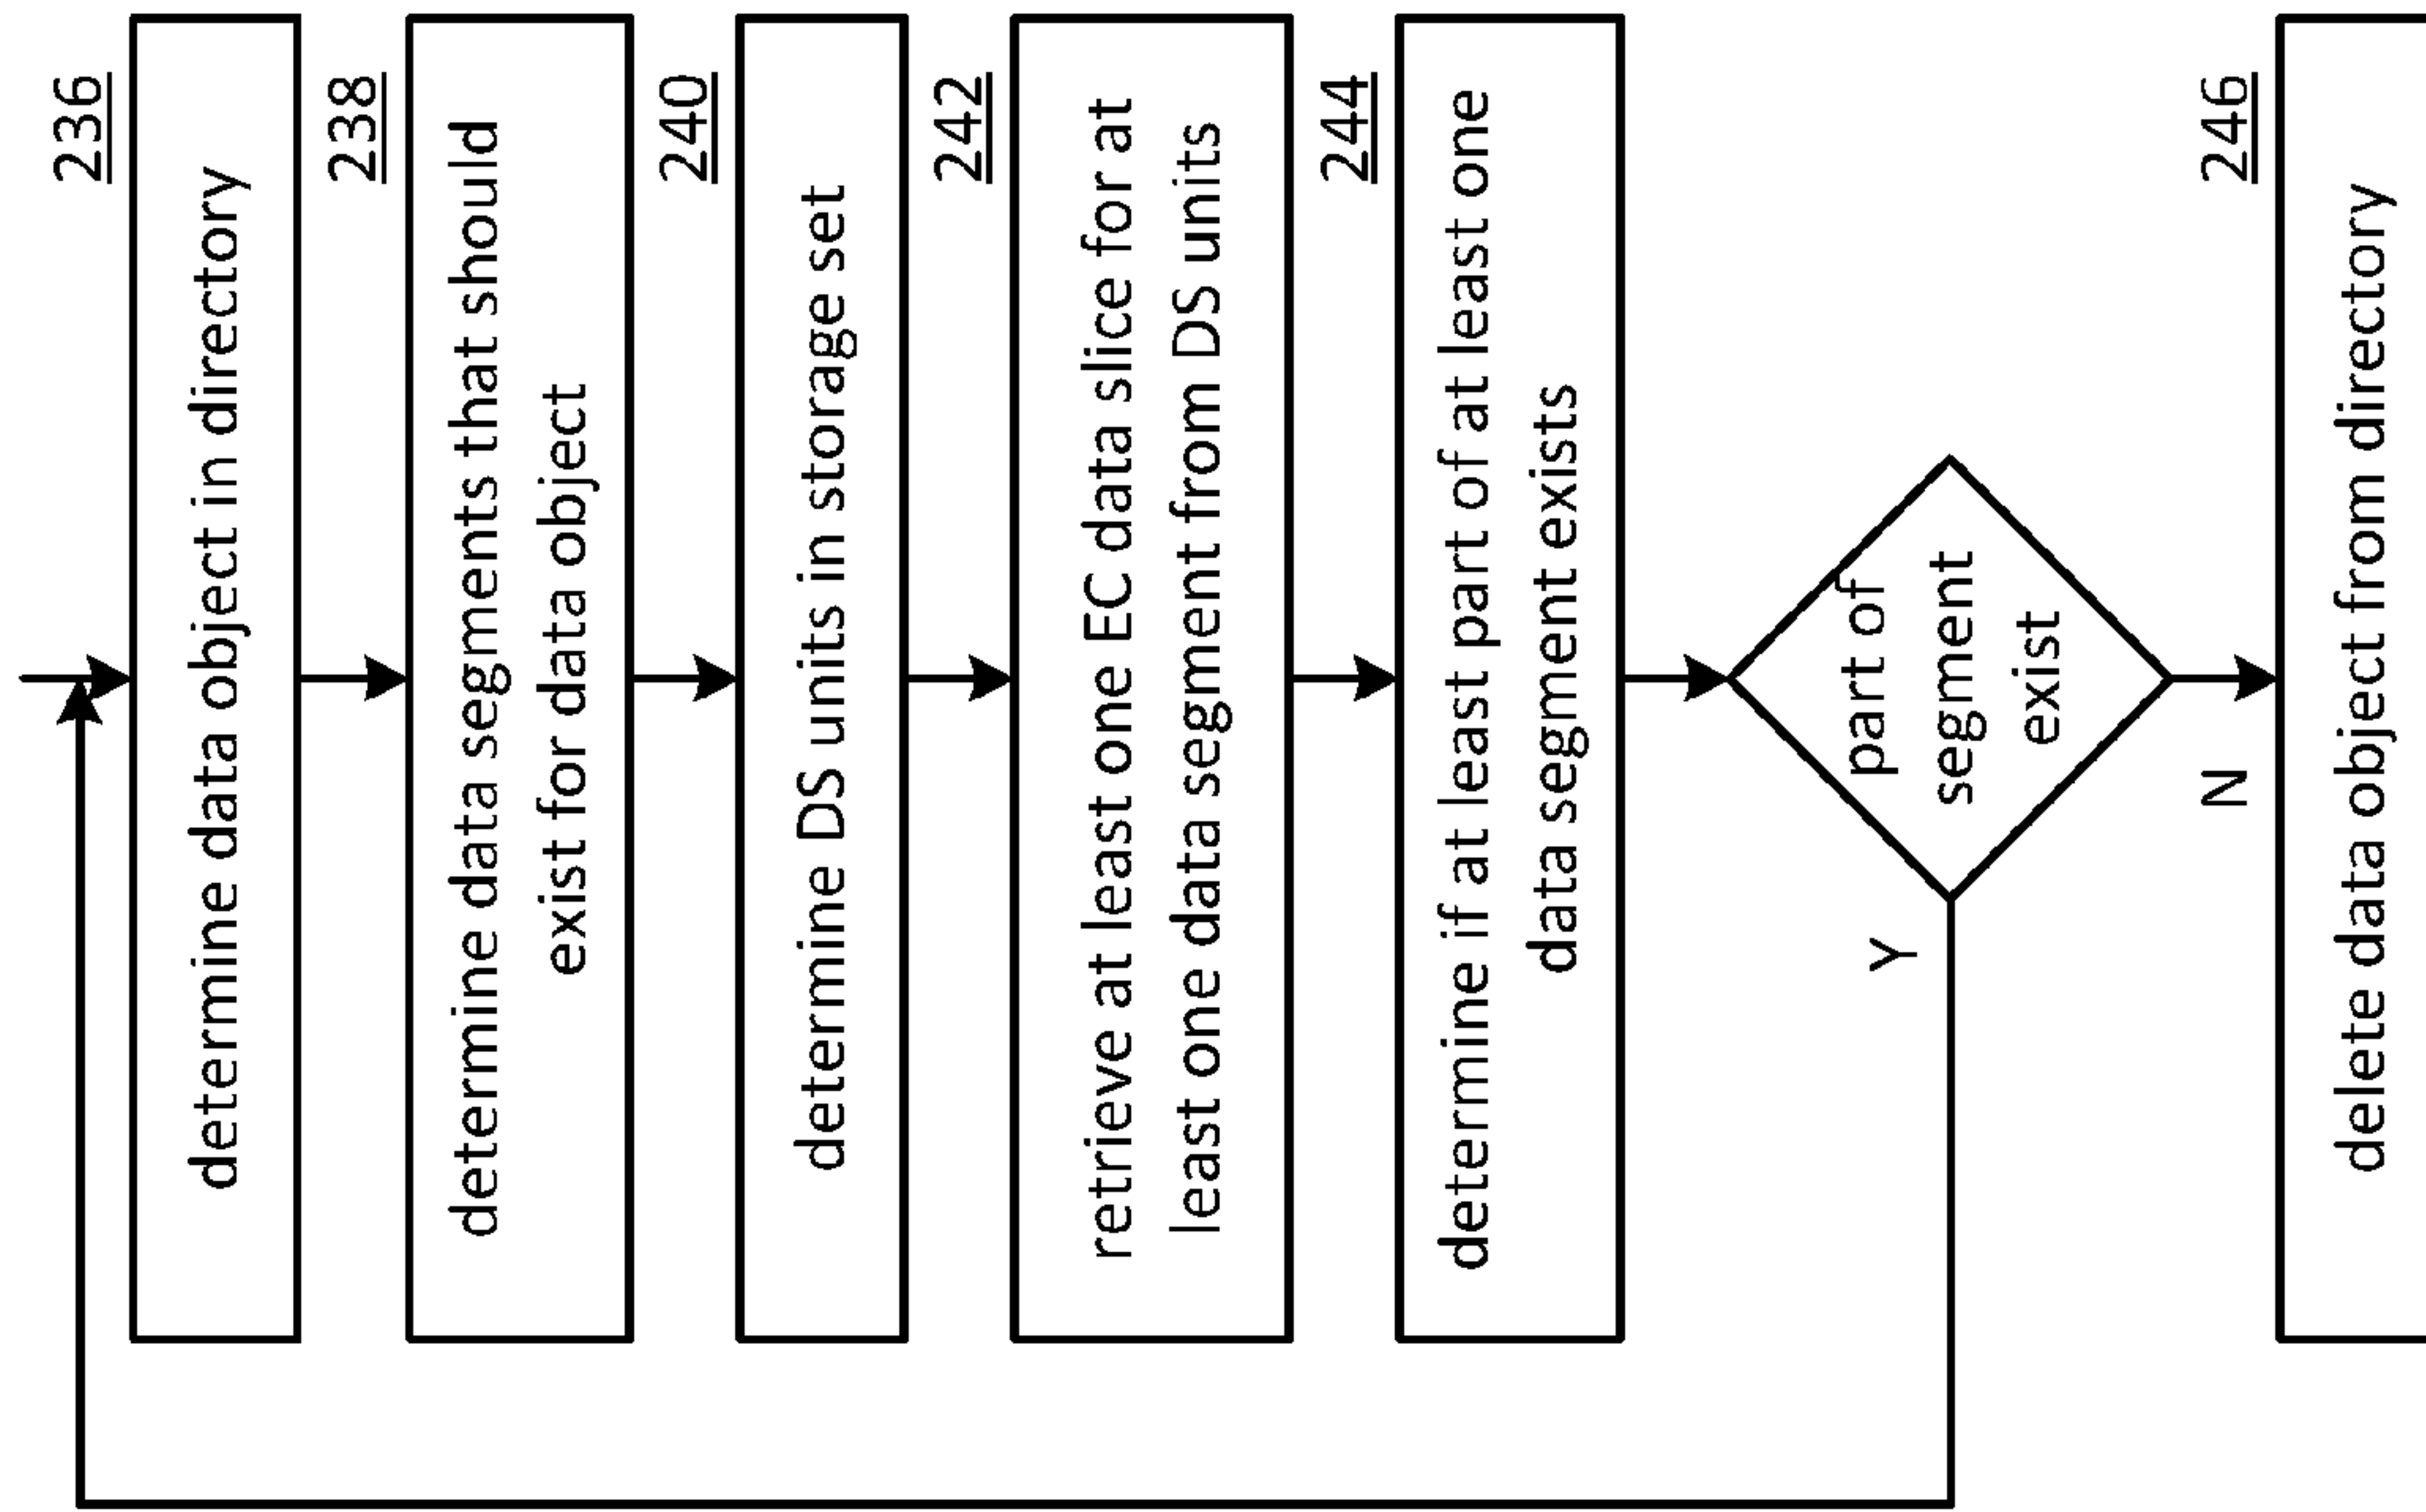 236
determine data object in directory
238
determine data segments that should
exist for data object
240
determine DS units in storage set
242
retrieve at least one EC data slice for at
least one data segment from DS units
244
determine if at least part of at least one
data segment exists
part of
segment
exist
Y
N
246
delete data object from directory